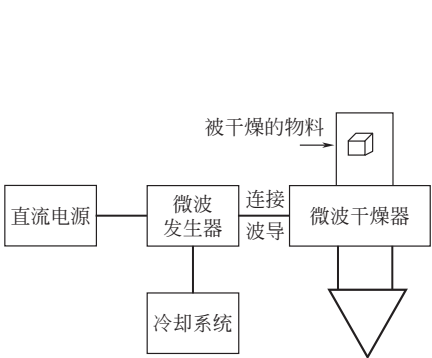 被干燥的物料
直流电源
微波
发生器
连接
波导
微波干燥器
冷却系统